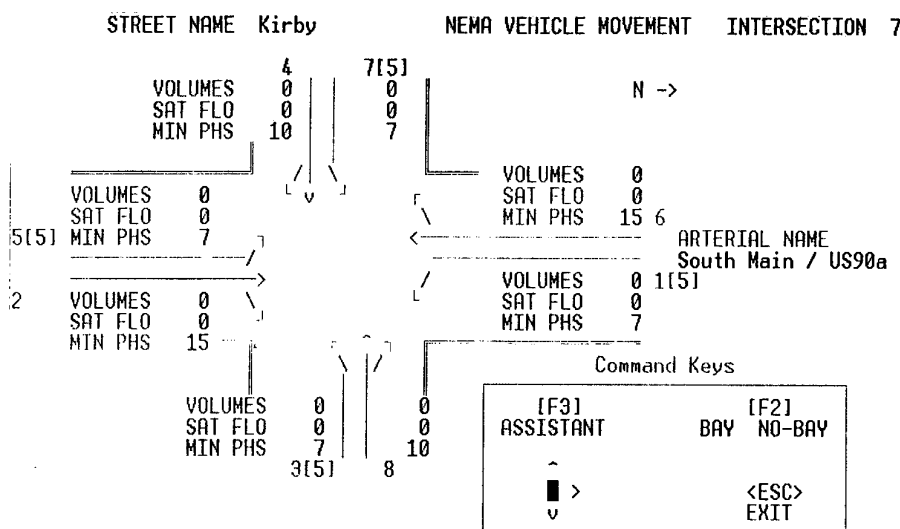 STREET NAME Kirby NEMA VEHICLE MOVEMENT INTERSECTION 7
4 7[5]
VOLUMES 0 0 N ->
SAT FLO 0 0
MIN PHS 10 7
VOLUMES 0
SAT FLO 0
MIN PHS 15 6
VOLUMES 0
SAT FLO 0
5[5] MIN PHS 7
ARTERIAL NAME
South Main / US90a
2 VOLUMES 0
SAT FLO 0
MIN PHS 15
VOLUMES 0 1[5]
SAT FLO 0
MIN PHS 7
VOLUMES 0 0
SAT FLO 0 0
MIN PHS 7 10
3[5] 8
Command Keys
[F3] [F2]
ASSISTANT BAY NO-BAY
<ESC>
EXIT